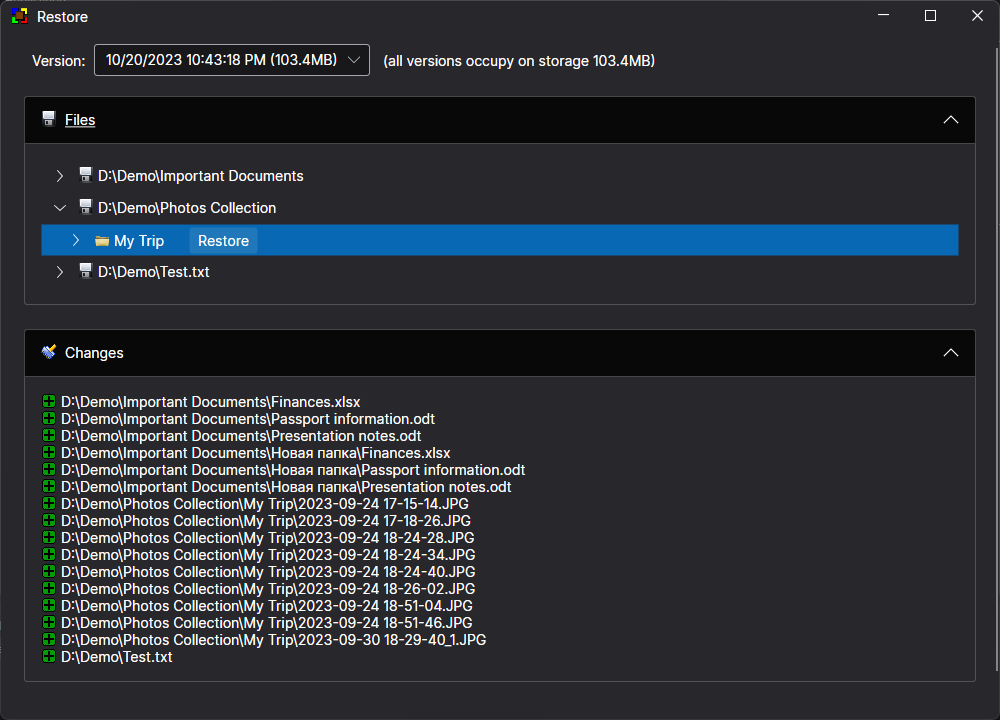 Restore
Version: 10/20/2023 10:43:18 PM (103.4MB) (all versions occupy on storage 103.4MB)
Files
D:\Demo\Important Documents
D:\Demo\Photos Collection
My Trip Restore
D:\Demo\Test.txt
Changes
D:\Demo\Important Documents\Finances.xlsx
D:\Demo\Important Documents\Passport information.odt
D:\Demo\Important Documents\Presentation notes.odt
D:\Demo\Important Documents\Новая папка\Finances.xlsx
D:\Demo\Important Documents\Новая папка\Passport information.odt
D:\Demo\Important Documents\Новая папка\Presentation notes.odt
D:\Demo\Photos Collection\My Trip\2023-09-24 17-15-14.JPG
D:\Demo\Photos Collection\My Trip\2023-09-24 17-18-26.JPG
D:\Demo\Photos Collection\My Trip\2023-09-24 18-24-28.JPG
D:\Demo\Photos Collection\My Trip\2023-09-24 18-24-34.JPG
D:\Demo\Photos Collection\My Trip\2023-09-24 18-24-40.JPG
D:\Demo\Photos Collection\My Trip\2023-09-24 18-26-02.JPG
D:\Demo\Photos Collection\My Trip\2023-09-24 18-51-04.JPG
D:\Demo\Photos Collection\My Trip\2023-09-24 18-51-46.JPG
D:\Demo\Photos Collection\My Trip\2023-09-30 18-29-40_1.JPG
D:\Demo\Test.txt